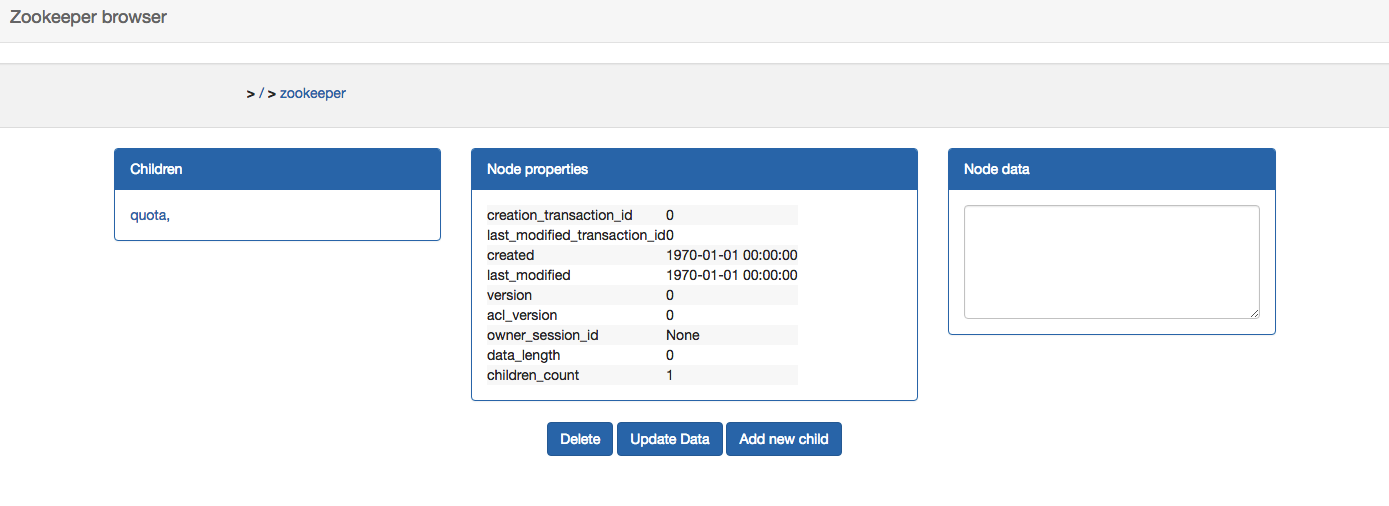 Zookeeper browser
> / > zookeeper
Children
quota,
Node properties
creation_transaction_id 0
last_modified_transaction_id0
created 1970-01-01 00:00:00
last_modified 1970-01-01 00:00:00
version 0
acl_version 0
owner_session_id None
data_length 0
children_count 1
Node data
Delete Update Data Add new child